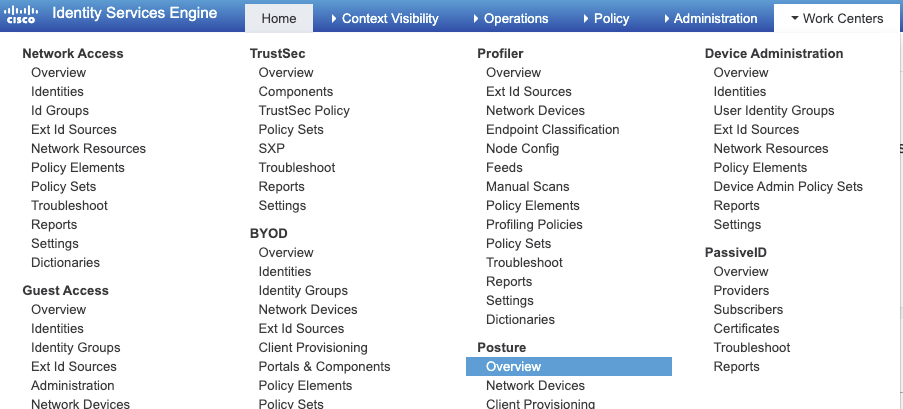 cisco Identity Services Engine Home Context Visibility Operations Policy Administration Work Centers
Network Access
Overview
Identities
Id Groups
Ext Id Sources
Network Resources
Policy Elements
Policy Sets
Troubleshoot
Reports
Settings
Dictionaries
Guest Access
Overview
Identities
Identity Groups
Ext Id Sources
Administration
Network Devices
TrustSec
Overview
Components
TrustSec Policy
Policy Sets
SXP
Troubleshoot
Reports
Settings
BYOD
Overview
Identities
Identity Groups
Network Devices
Ext Id Sources
Client Provisioning
Portals & Components
Policy Elements
Policy Sets
Profiler
Overview
Ext Id Sources
Network Devices
Endpoint Classification
Node Config
Feeds
Manual Scans
Policy Elements
Profiling Policies
Policy Sets
Troubleshoot
Reports
Settings
Dictionaries
Posture
Overview
Network Devices
Client Provisioning
Device Administration
Overview
Identities
User Identity Groups
Ext Id Sources
Network Resources
Policy Elements
Device Admin Policy Sets
Reports
Settings
PassiveID
Overview
Providers
Subscribers
Certificates
Troubleshoot
Reports